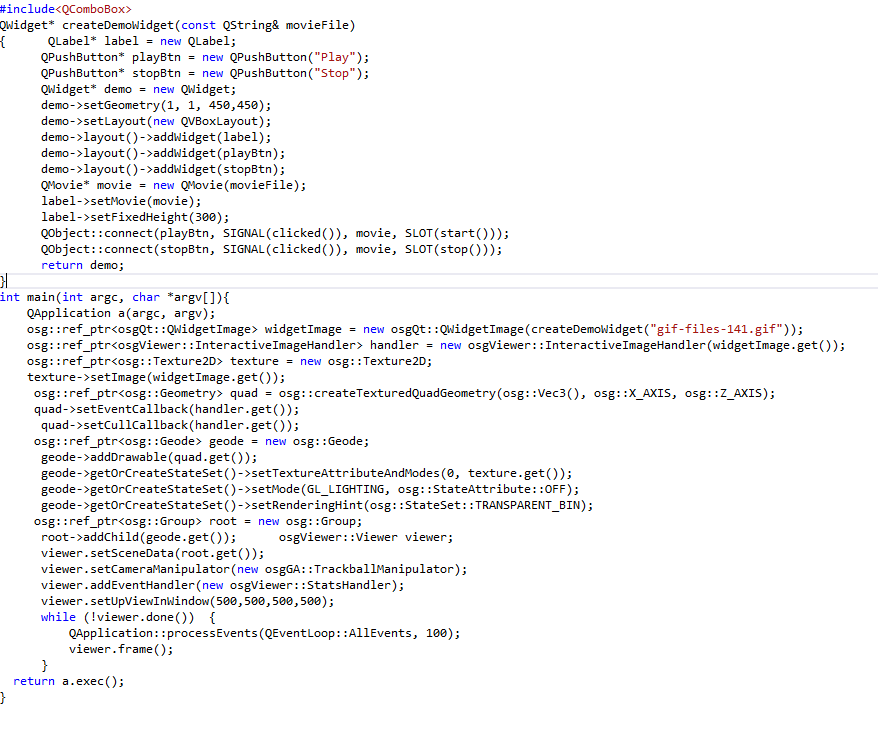 #include<QComboBox>
QWidget* createDemoWidget(const QString& movieFile)
{      QLabel* label = new QLabel;
      QPushButton* playBtn = new QPushButton("Play");
      QPushButton* stopBtn = new QPushButton("Stop");
      QWidget* demo = new QWidget;
      demo->setGeometry(1, 1, 450,450);
      demo->setLayout(new QVBoxLayout);
      demo->layout()->addWidget(label);
      demo->layout()->addWidget(playBtn);
      demo->layout()->addWidget(stopBtn);
      QMovie* movie = new QMovie(movieFile);
      label->setMovie(movie);
      label->setFixedHeight(300);
      QObject::connect(playBtn, SIGNAL(clicked()), movie, SLOT(start()));
      QObject::connect(stopBtn, SIGNAL(clicked()), movie, SLOT(stop()));
      return demo;
}
int main(int argc, char *argv[]){
    QApplication a(argc, argv);
    osg::ref_ptr<osgQt::QWidgetImage> widgetImage = new osgQt::QWidgetImage(createDemoWidget("gif-files-141.gif"));
    osg::ref_ptr<osgViewer::InteractiveImageHandler> handler = new osgViewer::InteractiveImageHandler(widgetImage.get());
    osg::ref_ptr<osg::Texture2D> texture = new osg::Texture2D;
    texture->setImage(widgetImage.get());
     osg::ref_ptr<osg::Geometry> quad = osg::createTexturedQuadGeometry(osg::Vec3(), osg::X_AXIS, osg::Z_AXIS);
     quad->setEventCallback(handler.get());
      quad->setCullCallback(handler.get());
     osg::ref_ptr<osg::Geode> geode = new osg::Geode;
      geode->addDrawable(quad.get());
      geode->getOrCreateStateSet()->setTextureAttributeAndModes(0, texture.get());
      geode->getOrCreateStateSet()->setMode(GL_LIGHTING, osg::StateAttribute::OFF);
      geode->getOrCreateStateSet()->setRenderingHint(osg::StateSet::TRANSPARENT_BIN);
     osg::ref_ptr<osg::Group> root = new osg::Group;
      root->addChild(geode.get());      osgViewer::Viewer viewer;
      viewer.setSceneData(root.get());
      viewer.setCameraManipulator(new osgGA::TrackballManipulator);
      viewer.addEventHandler(new osgViewer::StatsHandler);
      viewer.setUpViewInWindow(500,500,500,500);
      while (!viewer.done())  {
          QApplication::processEvents(QEventLoop::AllEvents, 100);
          viewer.frame();
      }
  return a.exec();
}